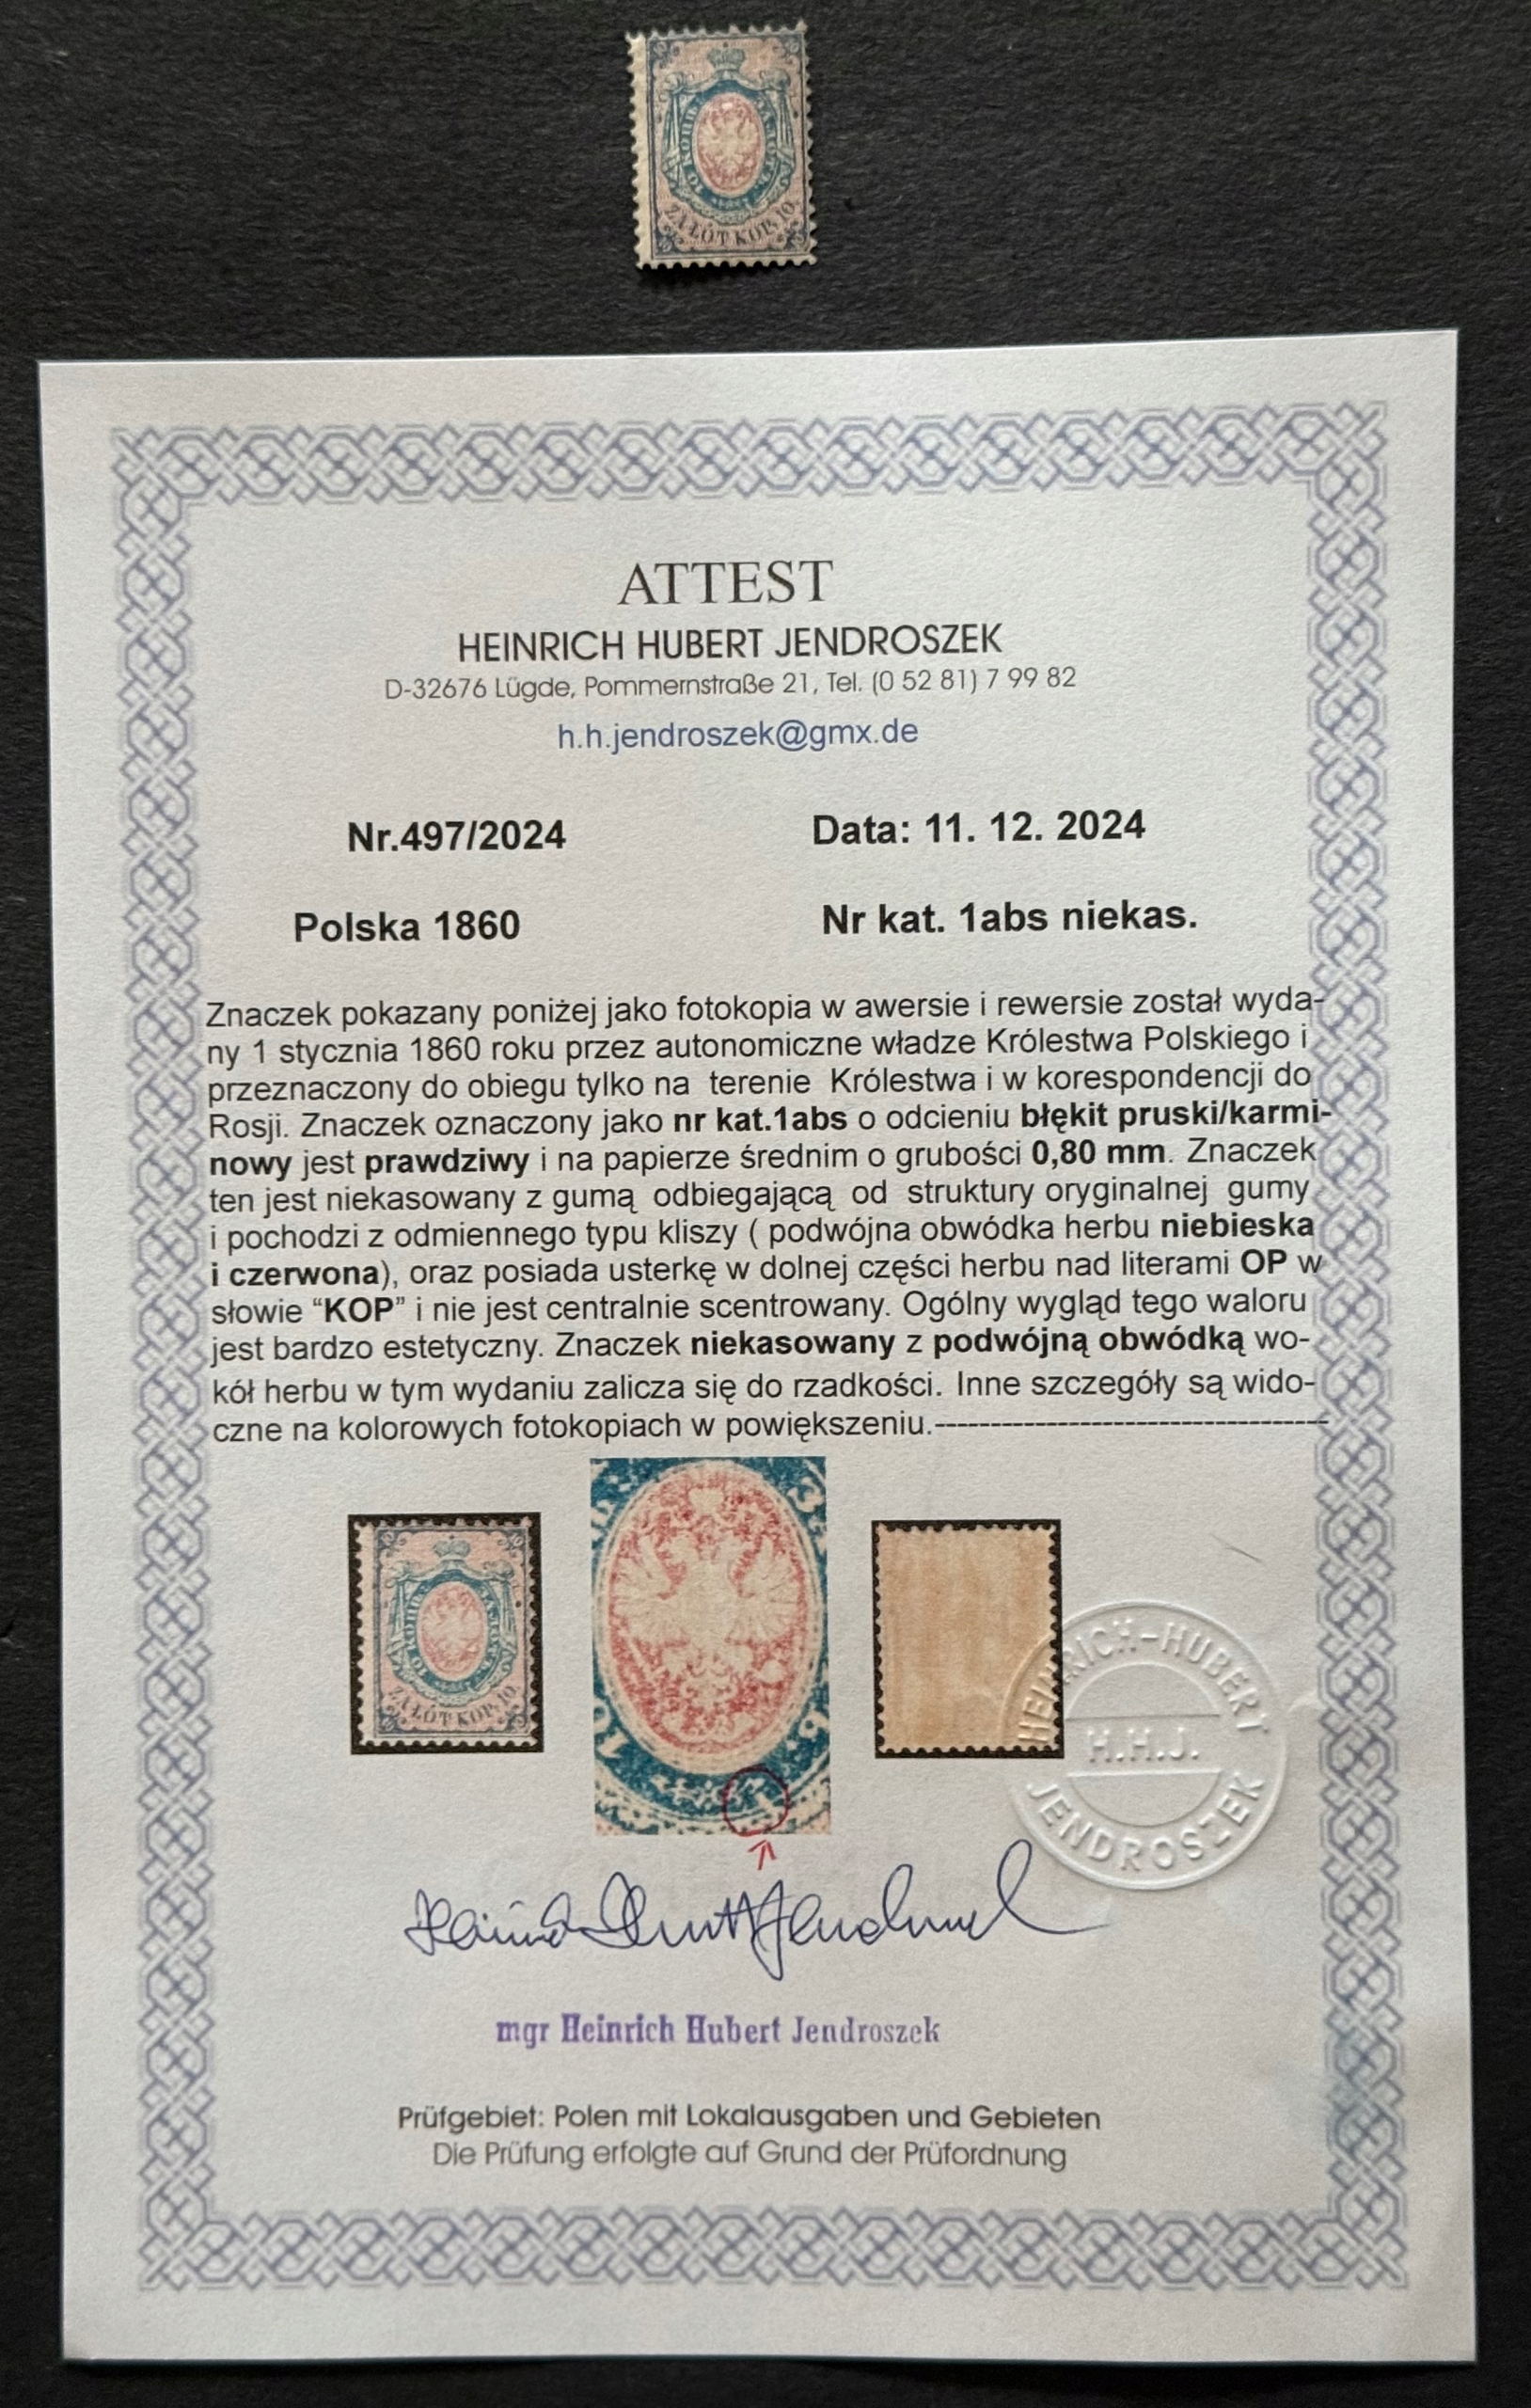 ZA ŁÓT KOP. 10.
ATTEST
HEINRICH HUBERT JENDROSZEK
D-32676 Lügde, Pommernstraße 21, Tel. (0 52 81) 7 99 82
h.h.jendroszek@gmx.de
Nr.497/2024 Data: 11. 12. 2024
Polska 1860 Nr kat. 1abs niekas.
Znaczek pokazany poniżej jako fotokopia w awersie i rewersie został wyda-
ny 1 stycznia 1860 roku przez autonomiczne władze Królestwa Polskiego i
przeznaczony do obiegu tylko na terenie Królestwa i w korespondencji do
Rosji. Znaczek oznaczony jako nr kat.1abs o odcieniu błękit pruski/karmi-
nowy jest prawdziwy i na papierze średnim o grubości 0,80 mm. Znaczek
ten jest niekasowany z gumą odbiegającą od struktury oryginalnej gumy
i pochodzi z odmiennego typu kliszy ( podwójna obwódka herbu niebieska
i czerwona), oraz posiada usterkę w dolnej części herbu nad literami OP w
słowie “KOP” i nie jest centralnie scentrowany. Ogólny wygląd tego waloru
jest bardzo estetyczny. Znaczek niekasowany z podwójną obwódką wo-
kół herbu w tym wydaniu zalicza się do rzadkości. Inne szczegóły są wido-
czne na kolorowych fotokopiach w powiększeniu.-----------------------------------
ZA ŁÓT KOP. 10.
HEINRICH-HUBERT
H.H.J.
JENDROSZEK
mgr Heinrich Hubert Jendroszek
Prüfgebiet: Polen mit Lokalausgaben und Gebieten
Die Prüfung erfolgte auf Grund der Prüfordnung